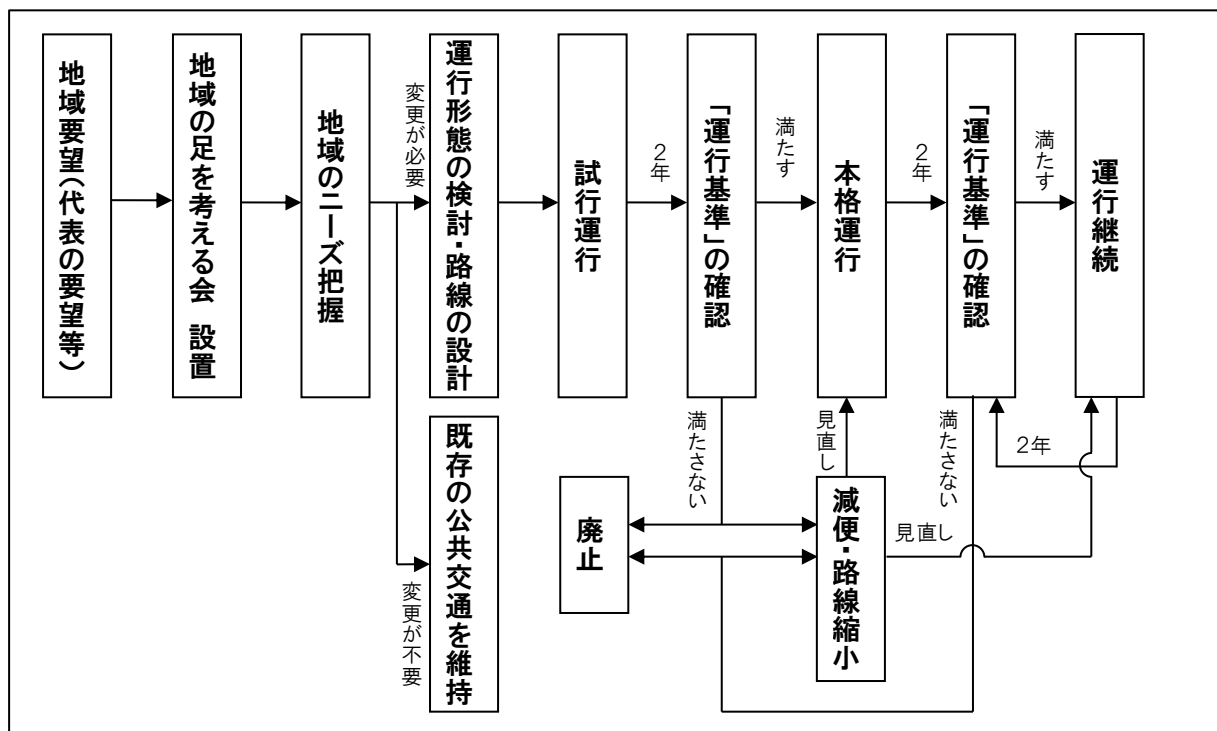 地域要望(代表の要望等)
地域の足を考える会 設置
地域のニーズ把握
変更が必要
運行形態の検討・路線の設計
試行運行
2年
「運行基準」の確認
満たす
本格運行
2年
「運行基準」の確認
満たす
運行継続
変更が不要
既存の公共交通を維持
満たさない
廃止
見直し
減便・路線縮小
見直し
満たさない
2年